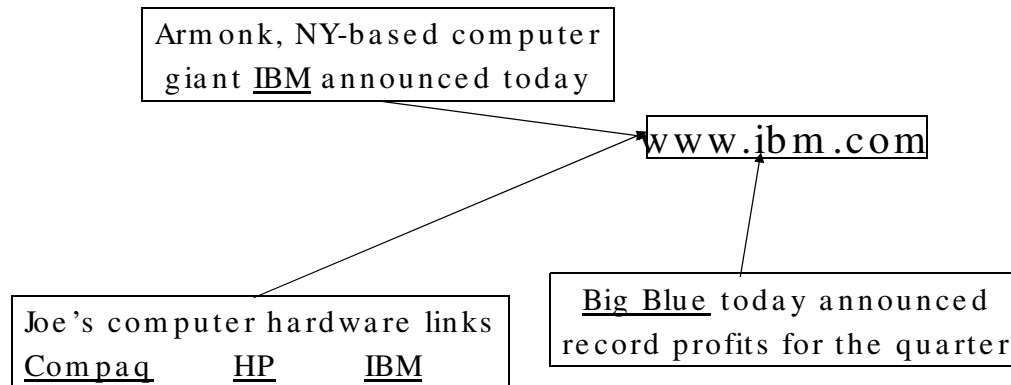 Armonk, NY-based computer
giant IBM announced today
www.ibm.com
Joe's computer hardware links
Compaq HP IBM
Big Blue today announced
record profits for the quarter